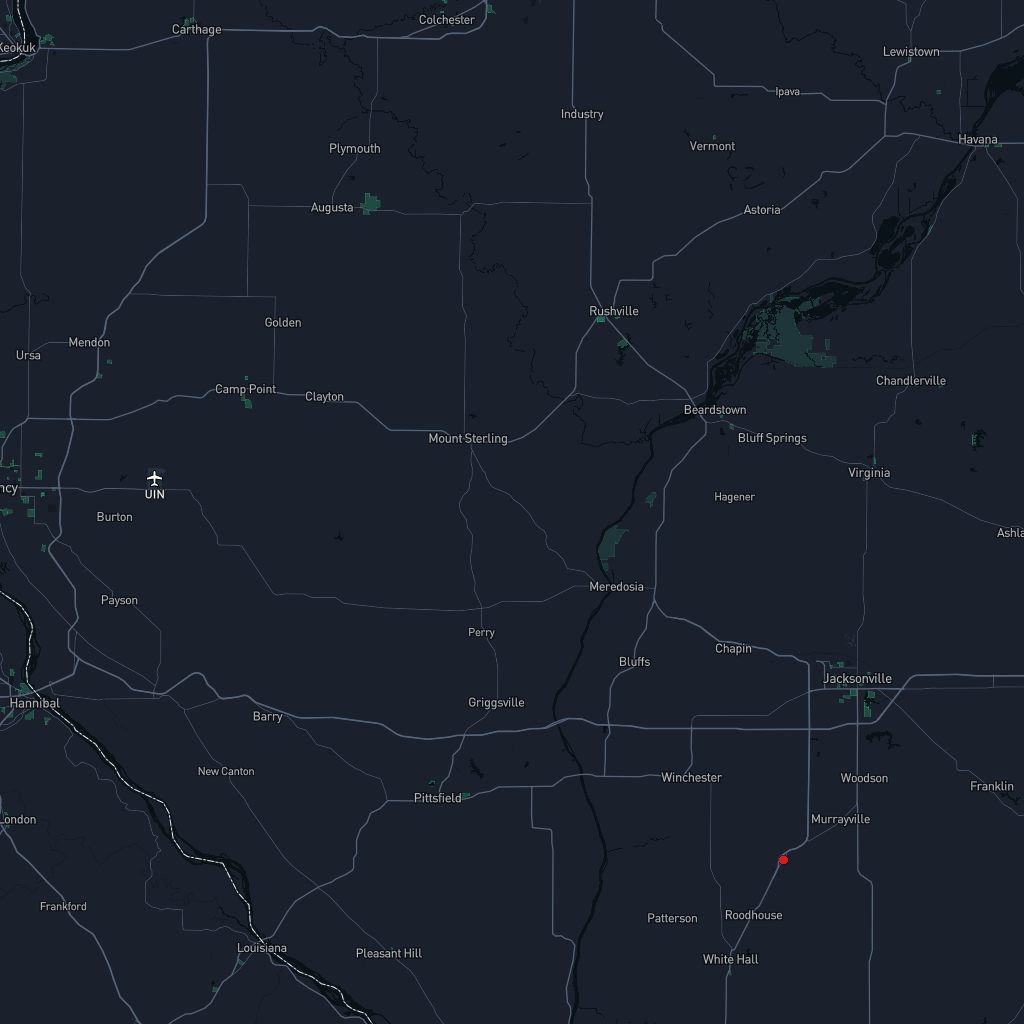 Colchester
Carthage
Keokuk
Lewistown
Ipava
Industry
Havana
Vermont
Plymouth
Augusta
Astoria
Rushville
Golden
Mendon
Ursa
Chandlerville
Camp Point
Clayton
Beardstown
Mount Sterling
Bluff Springs
Virginia
ncy
UIN
Hagener
Burton
Ashla
Meredosia
Payson
Perry
Chapin
Bluffs
Jacksonville
Hannibal
Griggsville
Barry
New Canton
Winchester
Woodson
Franklin
Pittsfield
London
Murrayville
Frankford
Patterson
Roodhouse
Louisiana
Pleasant Hill
White Hall